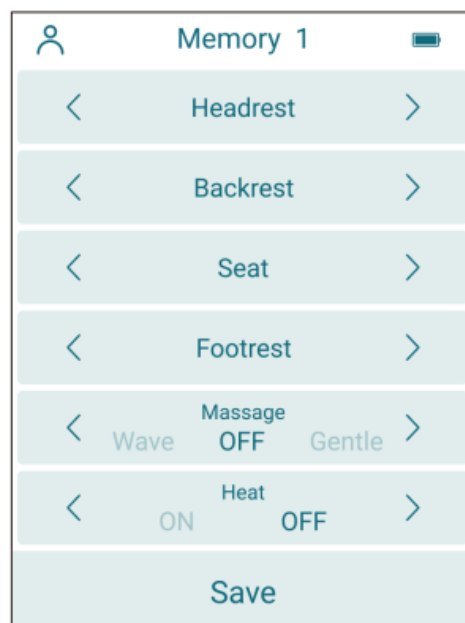 Memory 1
Headrest
Backrest
Seat
Footrest
Massage
Wave OFF Gentle
Heat
ON OFF
Save